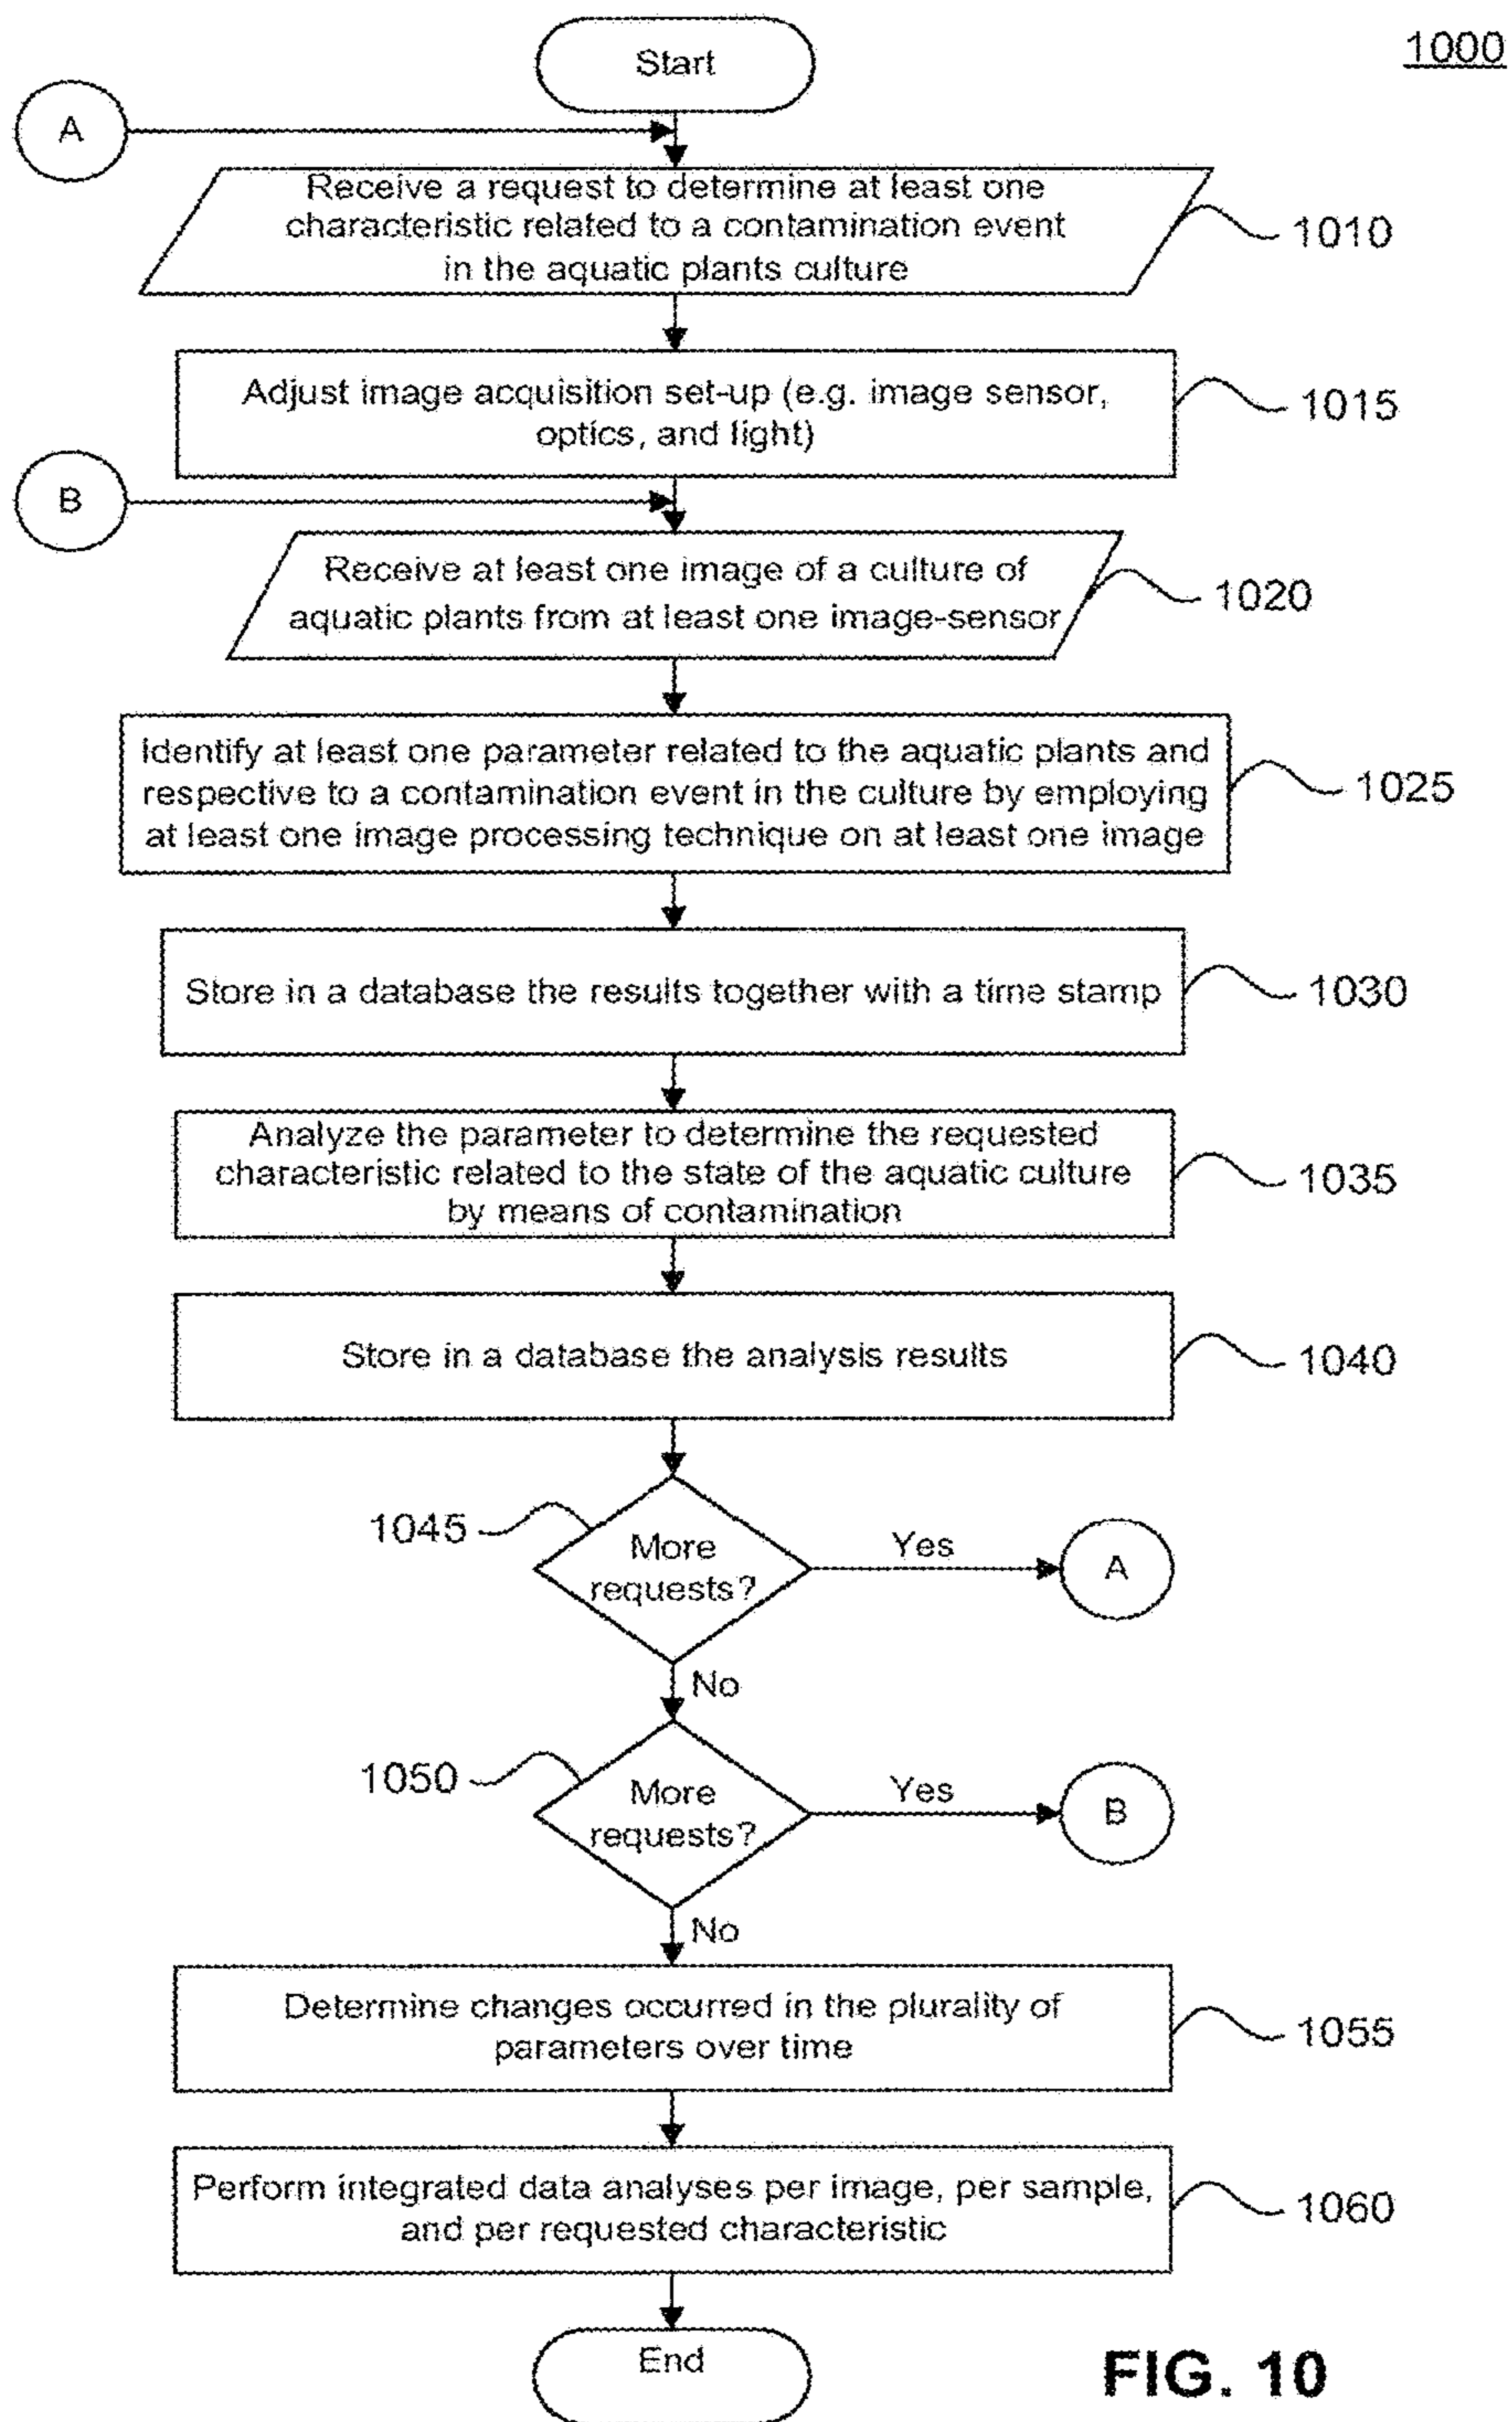 1000
Start
A
Receive a request to determine at least one
characteristic related to a contamination event
in the aquatic plants culture
1010
Adjust image acquisition set-up (e.g. image sensor,
optics, and light)
1015
B
Receive at least one image of a culture of
aquatic plants from at least one image-sensor
1020
Identify at least one parameter related to the aquatic plants and
respective to a contamination event in the culture by employing
at least one image processing technique on at least one image
1025
Store in a database the results together with a time stamp
1030
Analyze the parameter to determine the requested
characteristic related to the state of the aquatic culture
by means of contamination
1035
Store in a database the analysis results
1040
1045
More
requests?
Yes
A
No
1050
More
requests?
Yes
B
No
Determine changes occurred in the plurality of
parameters over time
1055
Perform integrated data analyses per image, per sample,
and per requested characteristic
1060
End
FIG. 10